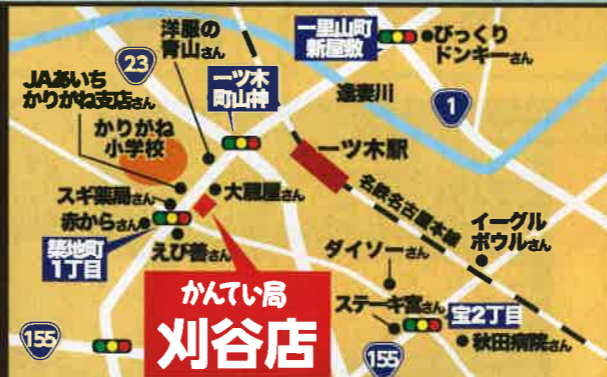 洋服の
青山さん
一里山町
新屋敷
びっくり
ドンキーさん
23
JAあいち
かりがね支店さん
一ツ木
町山神
逢妻川
1
かりがね
小学校
一ツ木駅
スギ薬局さん
大蔵屋さん
名鉄名古屋本線
赤からさん
築地町
1丁目
えび善さん
イーグル
ボウルさん
ダイソーさん
かんてい局
刈谷店
ステーキ宮さん
宝2丁目
155
155
秋田病院さん